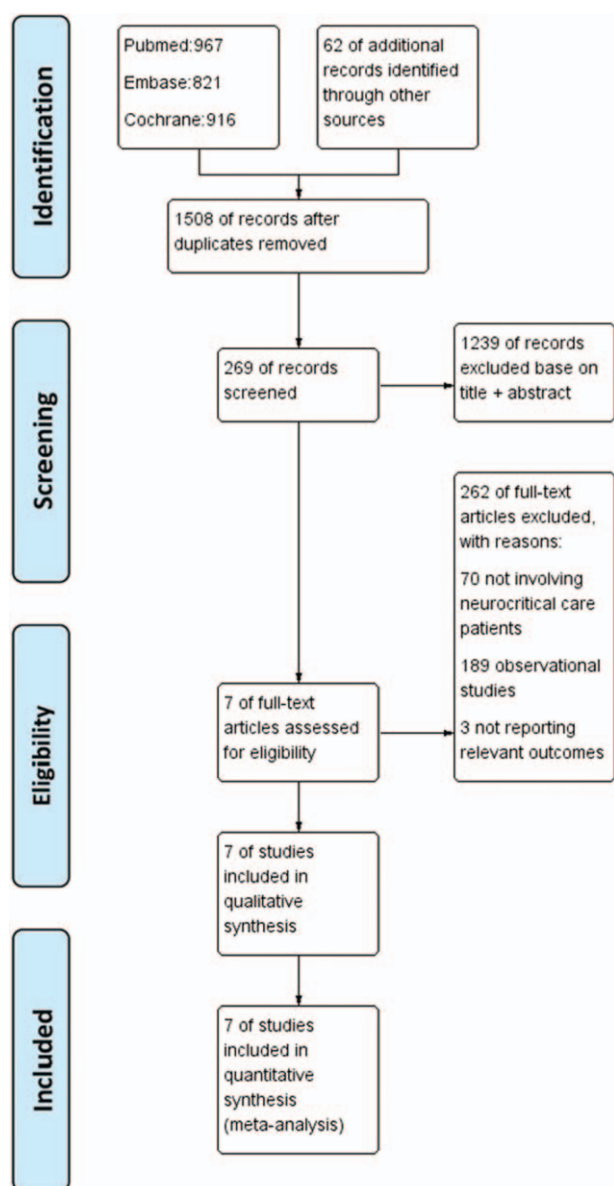 Identification
Pubmed:967
Embase:821
Cochrane:916
62 of additional
records identified
through other
sources
1508 of records after
duplicates removed
Screening
269 of records
screened
1239 of records
excluded base on
title + abstract
262 of full-text
articles excluded,
with reasons:
70 not involving
neurocritical care
patients
189 observational
studies
3 not reporting
relevant outcomes
Eligibility
7 of full-text
articles assessed
for eligibility
7 of studies
included in
qualitative
synthesis
Included
7 of studies
included in
quantitative
synthesis
(meta-analysis)